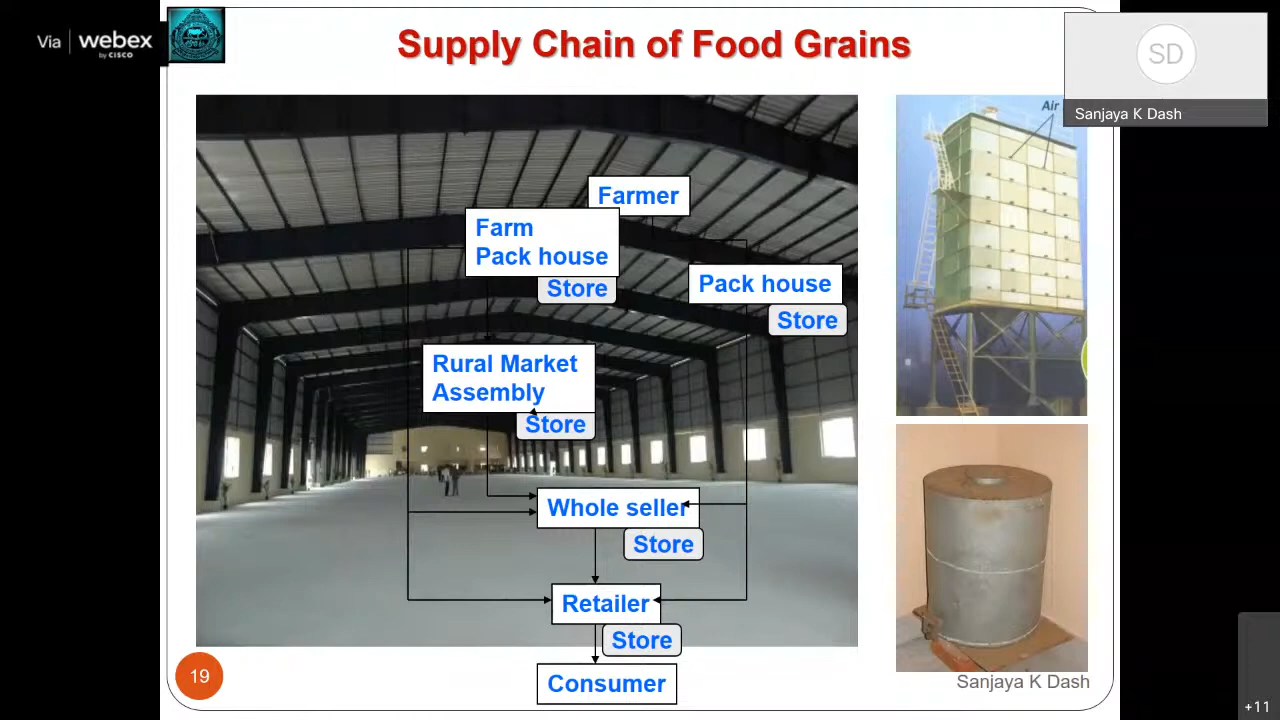 Via webex
by CISCO
Supply Chain of Food Grains
SD
Sanjaya K Dash
Air
Farmer
Farm
Pack house
Store
Pack house
Store
Rural Market
Assembly
Store
Whole seller
Store
Retailer
Store
Consumer
19
Sanjaya K Dash
+11